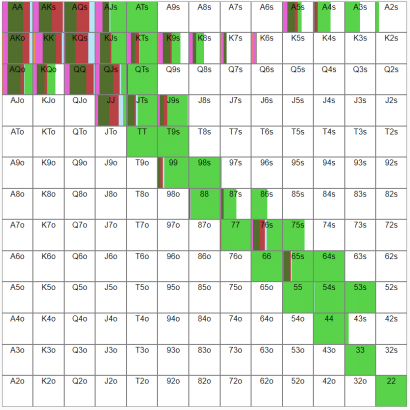 AA AKs AQs AJs ATs A9s A8s A7s A6s A5s A4s A3s A2s
AKo KK KQs KJs KTs K9s K8s K7s K6s K5s K4s K3s K2s
AQo KQo QQ QJs QTs Q9s Q8s Q7s Q6s Q5s Q4s Q3s Q2s
AJo KJo QJo JJ JTs J9s J8s J7s J6s J5s J4s J3s J2s
ATo KTo QTo JTo TT T9s T8s T7s T6s T5s T4s T3s T2s
A9o K9o Q9o J9o T9o 99 98s 97s 96s 95s 94s 93s 92s
A8o K8o Q8o J8o T8o 98o 88 87s 86s 85s 84s 83s 82s
A7o K7o Q7o J7o T7o 97o 87o 77 76s 75s 74s 73s 72s
A6o K6o Q6o J6o T6o 96o 86o 76o 66 65s 64s 63s 62s
A5o K5o Q5o J5o T5o 95o 85o 75o 65o 55 54s 53s 52s
A4o K4o Q4o J4o T4o 94o 84o 74o 64o 54o 44 43s 42s
A3o K3o Q3o J3o T3o 93o 83o 73o 63o 53o 43o 33 32s
A2o K2o Q2o J2o T2o 92o 82o 72o 62o 52o 42o 32o 22